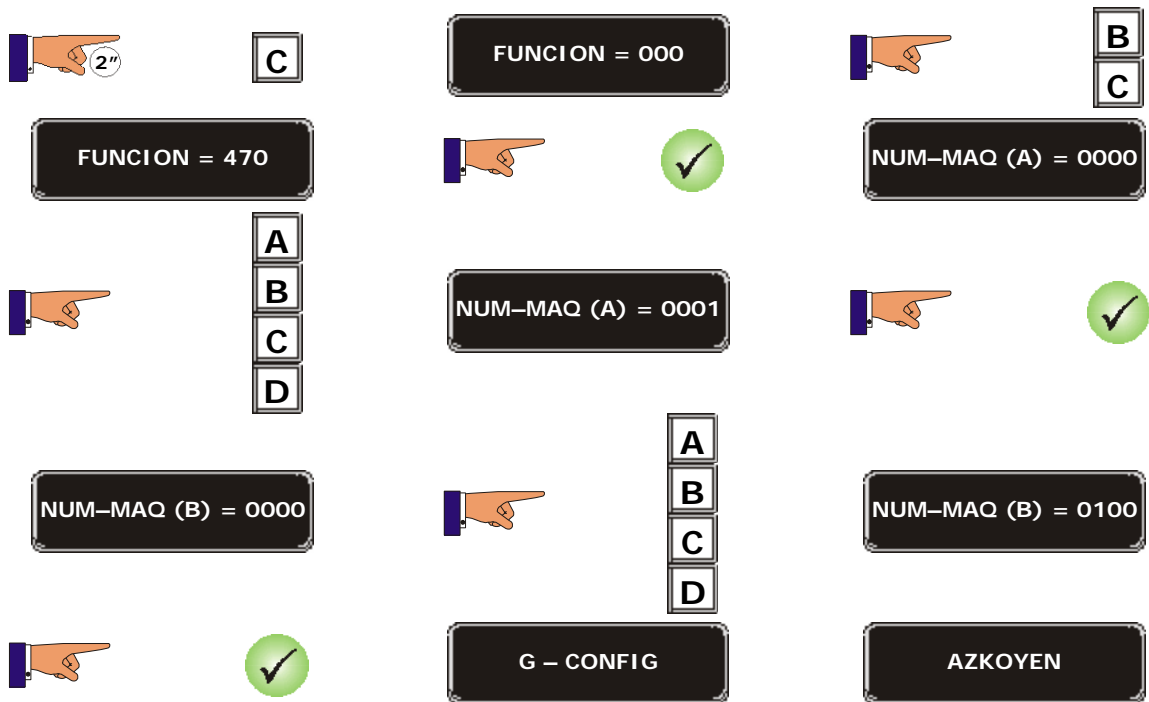 2"
C
FUNCION = 000
B
C
FUNCION = 470
NUM–MAQ (A) = 0000
A
B
C
D
NUM–MAQ (A) = 0001
NUM–MAQ (B) = 0000
A
B
C
D
NUM–MAQ (B) = 0100
G – CONFIG
AZKOYEN